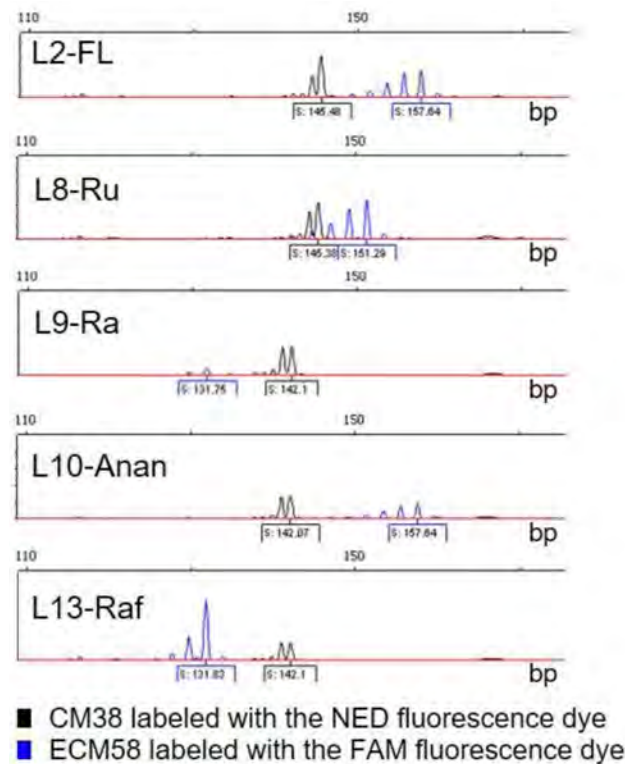 110 150
L2-FL
S: 145.48 S: 157.64
bp
110 150
L8-Ru
S: 145.38 S: 151.29
bp
110 150
L9-Ra
S: 131.75 S: 142.1
bp
110 150
L10-Anan
S: 142.07 S: 157.64
bp
110 150
L13-Raf
S: 131.82 S: 142.1
bp
CM38 labeled with the NED fluorescence dye
ECM58 labeled with the FAM fluorescence dye